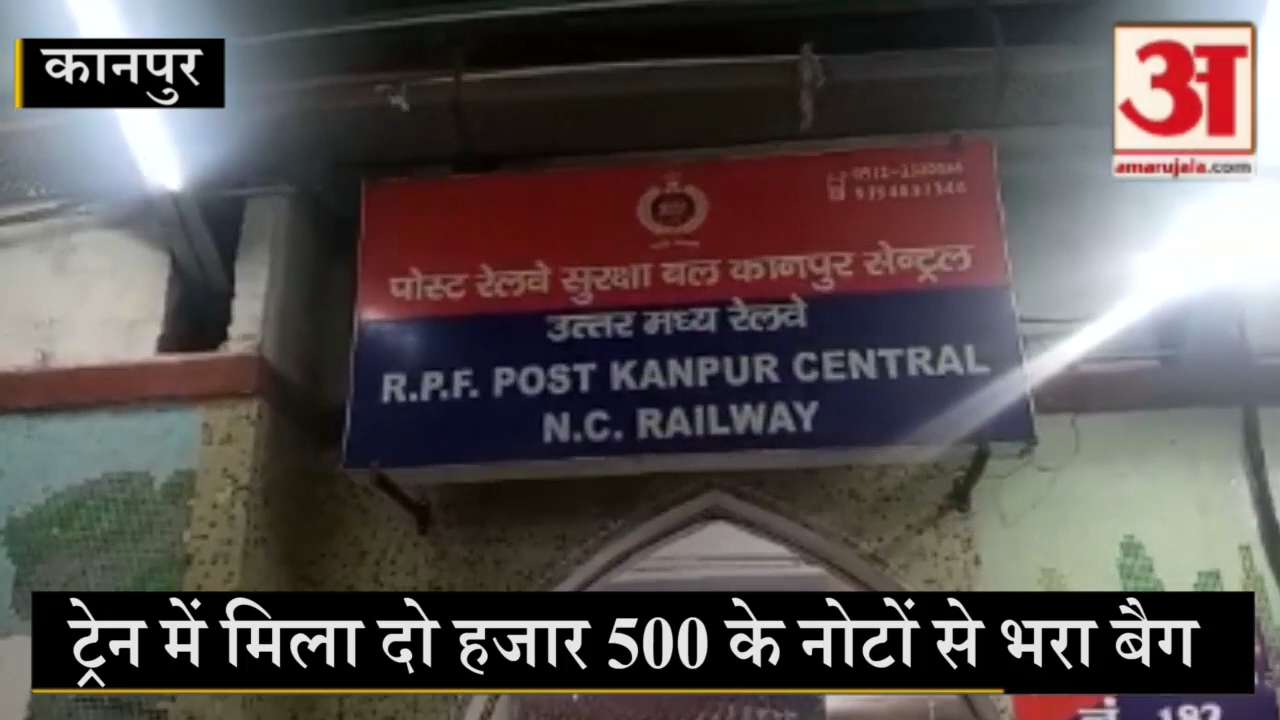 कानपुर
अ
amarujala.com
पोस्ट रेलवे सुरक्षा बल कानपुर सेन्ट्रल
उत्तर मध्य रेलवे
R.P.F. POST KANPUR CENTRAL
N.C. RAILWAY
ट्रेन में मिला दो हजार 500 के नोटों से भरा बैग
182